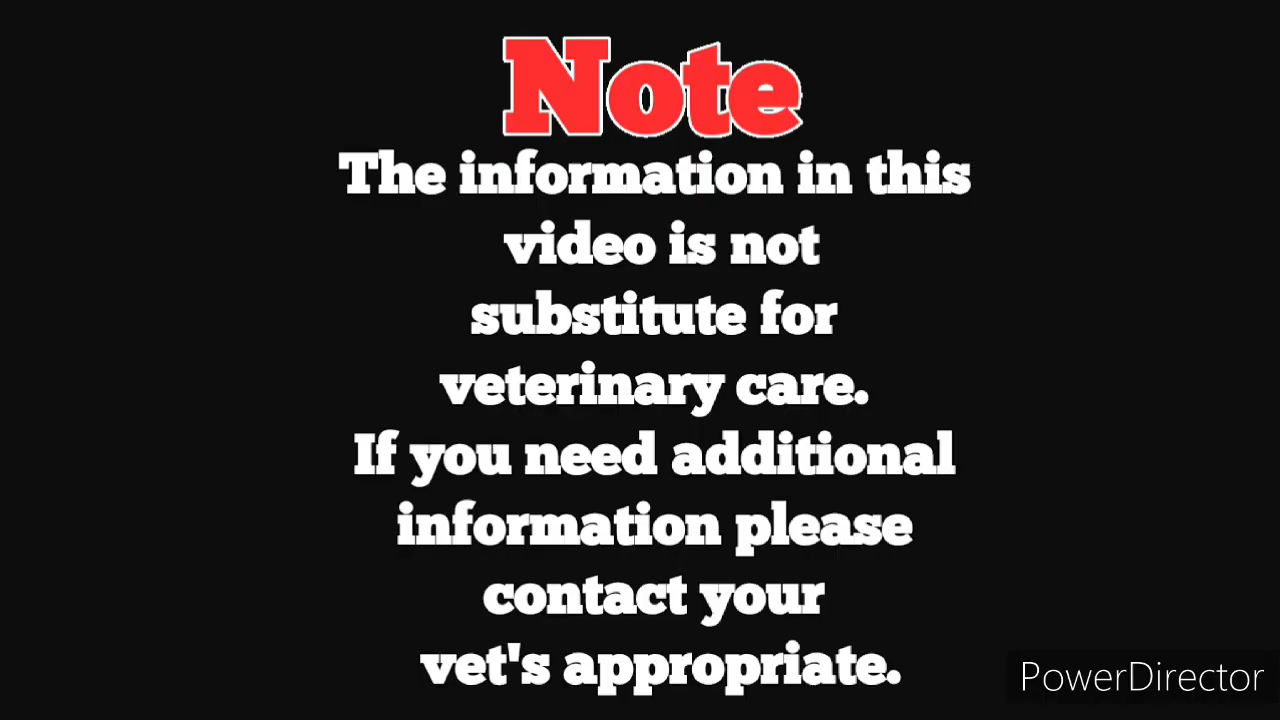 Note
The information in this
video is not
substitute for
veterinary care.
If you need additional
information please
contact your
vet's appropriate.
PowerDirector